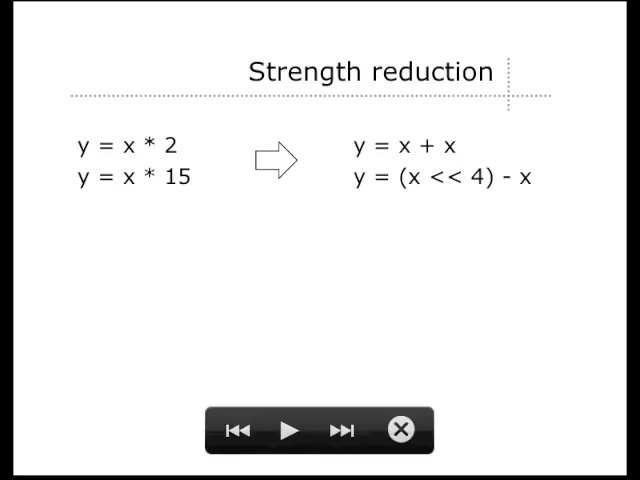 Strength reduction
y = x * 2
y = x + x
y = x * 15
y = (x << 4) - x